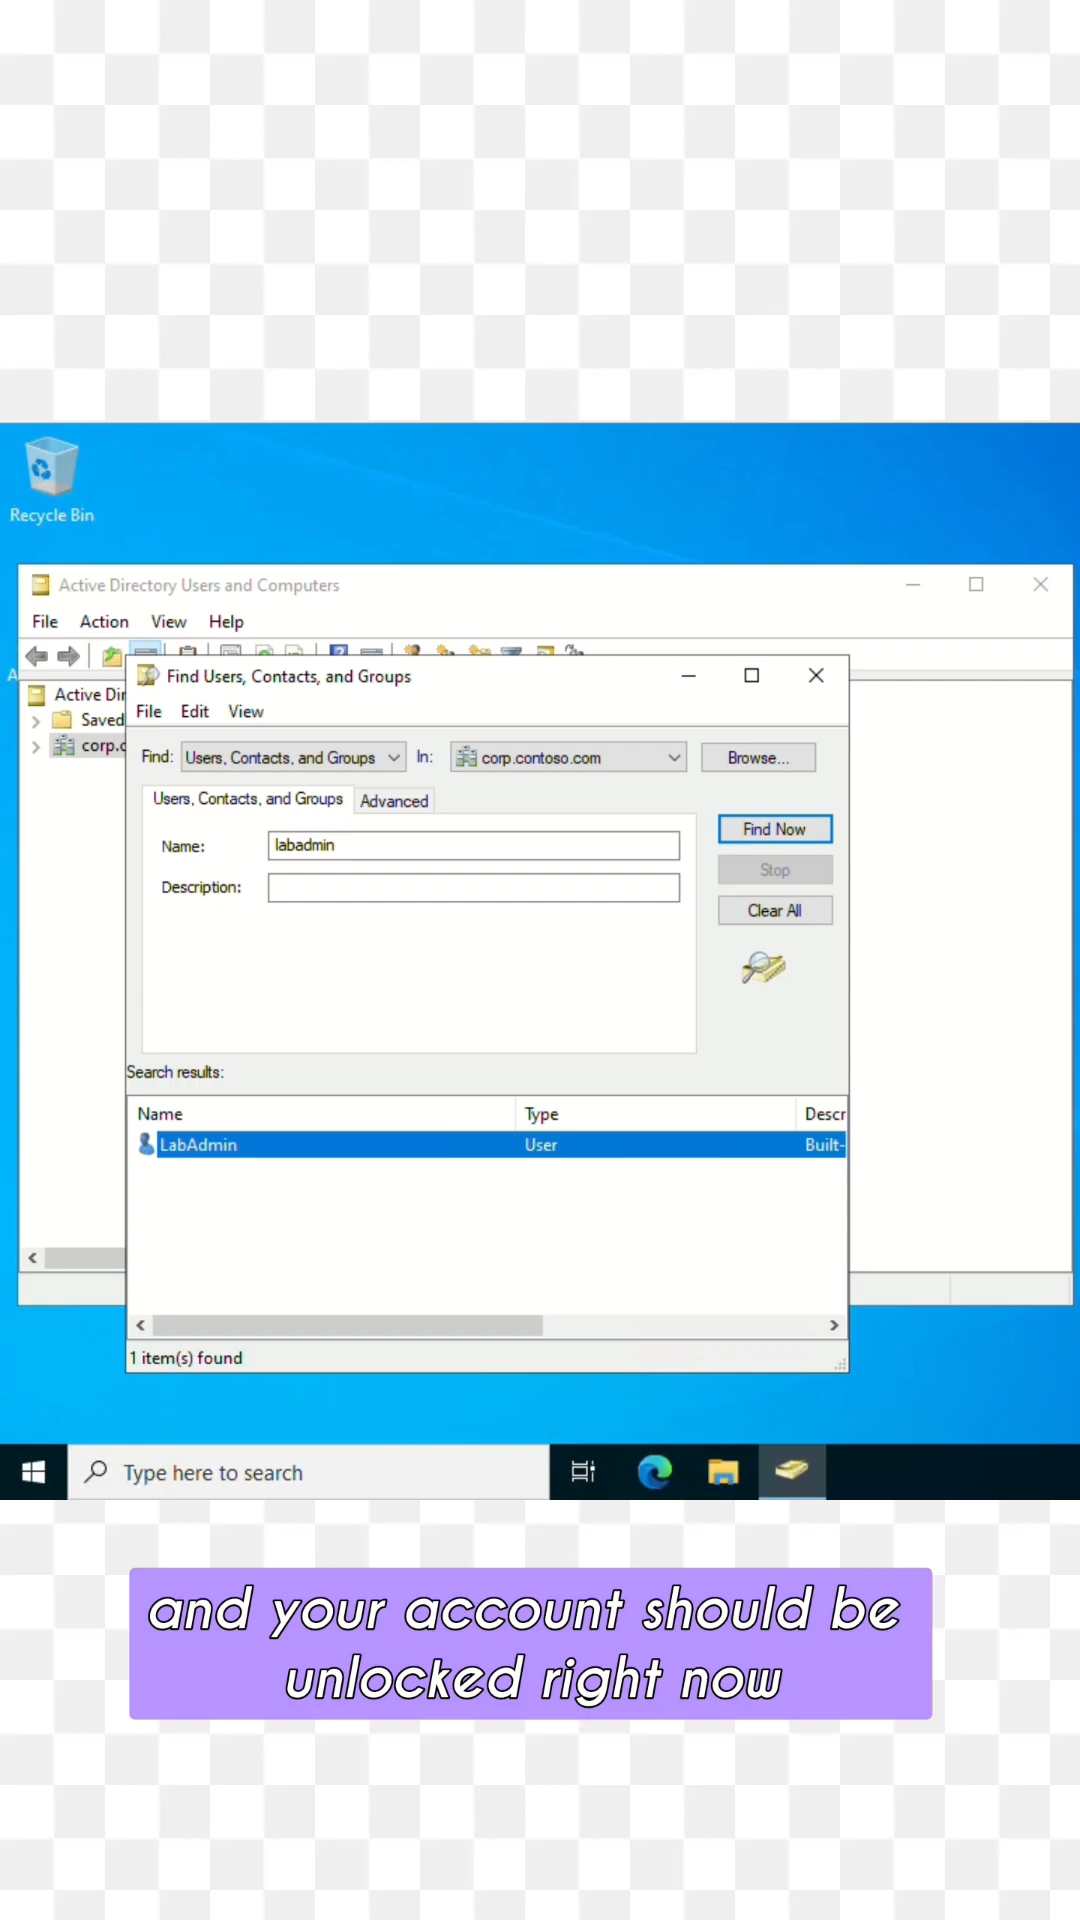 Recycle Bin
Active Directory Users and Computers
File Action View Help
A
Active Dir
Saved
corp.c
Find Users, Contacts, and Groups
File Edit View
Find: Users, Contacts, and Groups In: corp.contoso.com Browse...
Users, Contacts, and Groups Advanced
Name: labadmin
Description:
Find Now
Stop
Clear All
Search results:
Name Type Descr
LabAdmin User Built-
1 item(s) found
Type here to search
and your account should be
unlocked right now